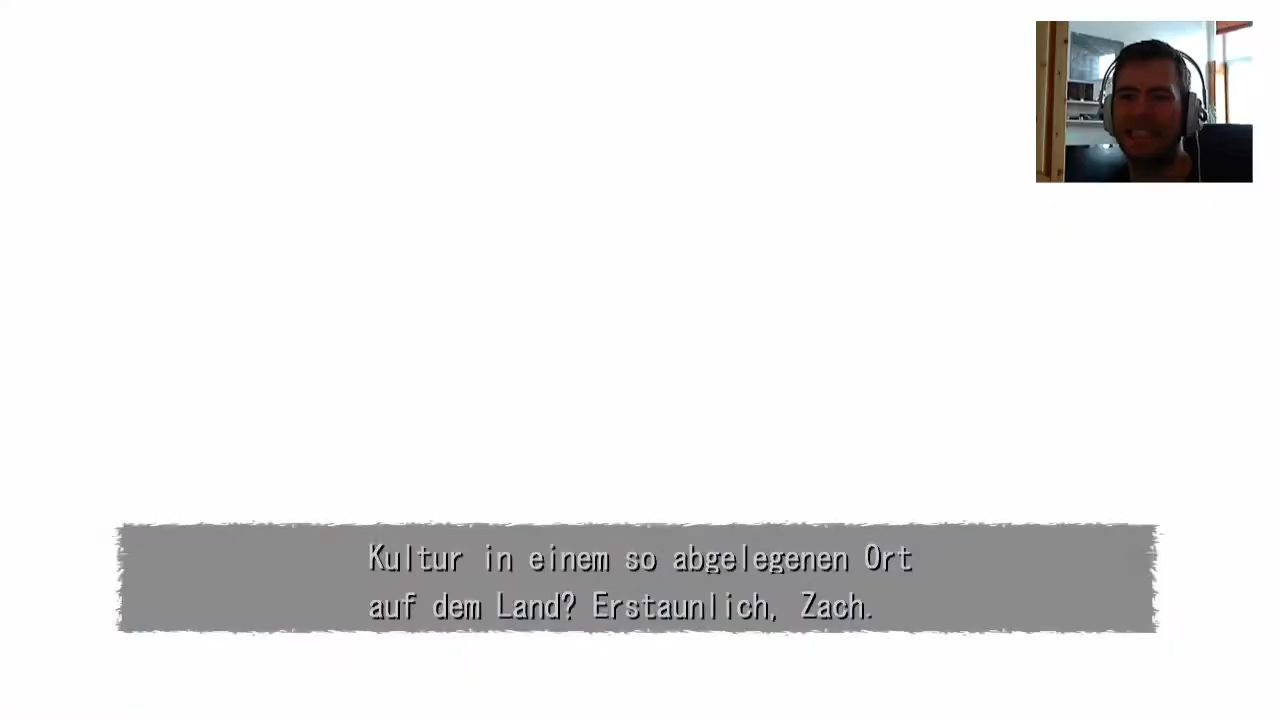 Kultur in einem so abgelegenen Ort
auf dem Land? Erstaunlich, Zach.